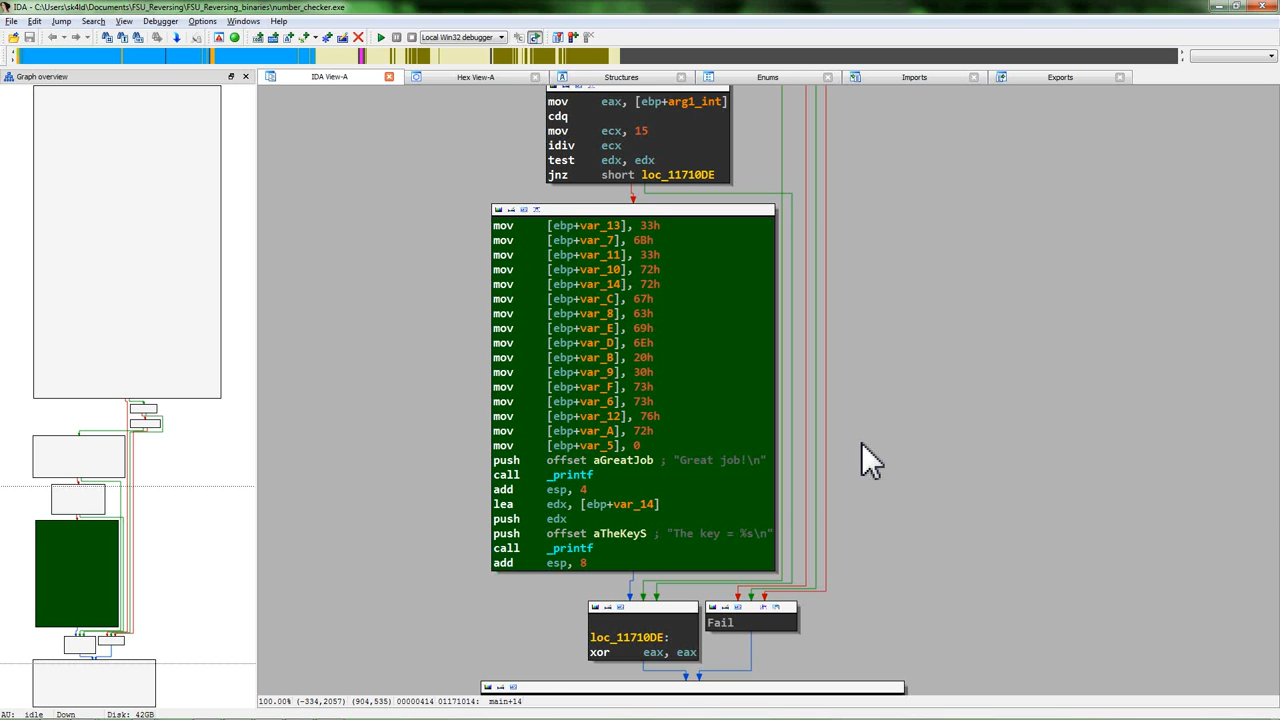 IDA - C:\Users\sk4ld\Documents\FSU_Reversing\FSU_Reversing_binaries\number_checker.exe
File Edit Jump Search View Debugger Options Windows Help
Local Win32 debugger
Graph overview
IDA View-A Hex View-A Structures Enums Imports Exports
mov eax, [ebp+arg1_int]
cdq
mov ecx, 15
idiv ecx
test edx, edx
jnz short loc_11710DE
mov [ebp+var_13], 33h
mov [ebp+var_7], 6Bh
mov [ebp+var_11], 33h
mov [ebp+var_10], 72h
mov [ebp+var_14], 72h
mov [ebp+var_C], 67h
mov [ebp+var_8], 63h
mov [ebp+var_E], 69h
mov [ebp+var_D], 6Eh
mov [ebp+var_B], 20h
mov [ebp+var_9], 30h
mov [ebp+var_F], 73h
mov [ebp+var_6], 73h
mov [ebp+var_12], 76h
mov [ebp+var_A], 72h
mov [ebp+var_5], 0
push offset aGreatJob ; "Great job!\n"
call _printf
add esp, 4
lea edx, [ebp+var_14]
push edx
push offset aTheKeyS ; "The key = %s\n"
call _printf
add esp, 8
loc_11710DE:
xor eax, eax
Fail
100.00% (-334,2057) (904,535) 00000414 01171014: main+14
AU: idle Down Disk: 42GB